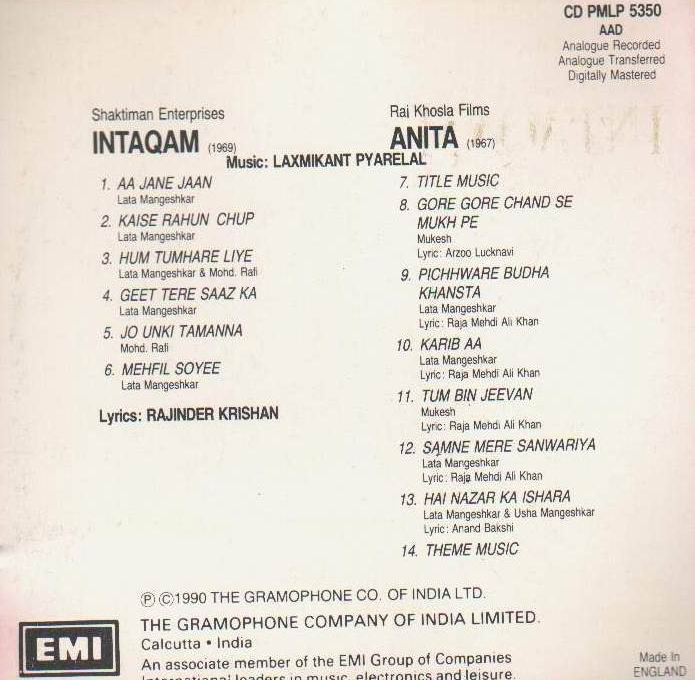 CD PMLP 5350
AAD
Analogue Recorded
Analogue Transferred
Digitally Mastered
Shaktiman Enterprises
INTAQAM (1969)
Raj Khosla Films
ANITA (1967)
Music: LAXMIKANT PYARELAL
1. AA JANE JAAN
Lata Mangeshkar
2. KAISE RAHUN CHUP
Lata Mangeshkar
3. HUM TUMHARE LIYE
Lata Mangeshkar & Mohd. Rafi
4. GEET TERE SAAZ KA
Lata Mangeshkar
5. JO UNKI TAMANNA
Mohd. Rafi
6. MEHFIL SOYEE
Lata Mangeshkar
Lyrics: RAJINDER KRISHAN
7. TITLE MUSIC
8. GORE GORE CHAND SE
MUKH PE
Mukesh
Lyric: Arzoo Lucknavi
9. PICHHWARE BUDHA
KHANSTA
Lata Mangeshkar
Lyric: Raja Mehdi Ali Khan
10. KARIB AA
Lata Mangeshkar
Lyric: Raja Mehdi Ali Khan
11. TUM BIN JEEVAN
Mukesh
Lyric: Raja Mehdi Ali Khan
12. SAMNE MERE SANWARIYA
Lata Mangeshkar
Lyric: Raja Mehdi Ali Khan
13. HAI NAZAR KA ISHARA
Lata Mangeshkar & Usha Mangeshkar
Lyric: Anand Bakshi
14. THEME MUSIC
Ⓟ ©1990 THE GRAMOPHONE CO. OF INDIA LTD.
THE GRAMOPHONE COMPANY OF INDIA LIMITED.
Calcutta • India
An associate member of the EMI Group of Companies
International leaders in music, electronics and leisure.
EMI
Made In
ENGLAND